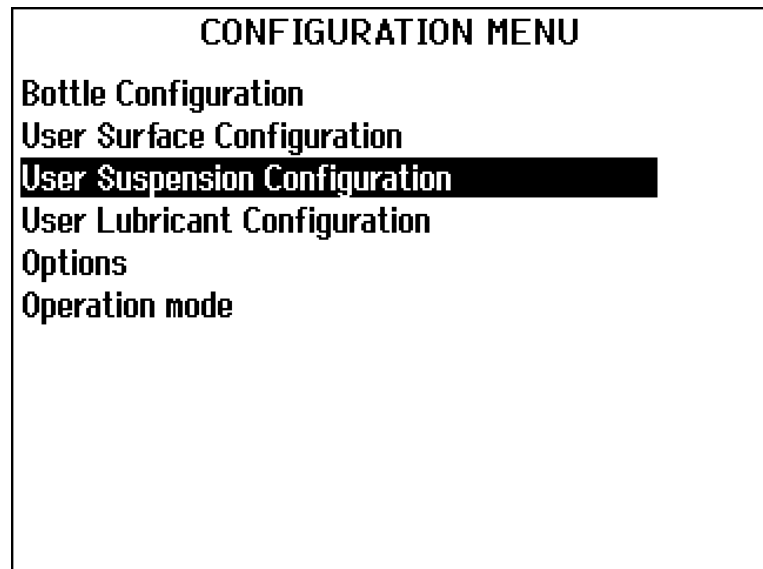 CONFIGURATION MENU
Bottle Configuration
User Surface Configuration
User Suspension Configuration
User Lubricant Configuration
Options
Operation mode